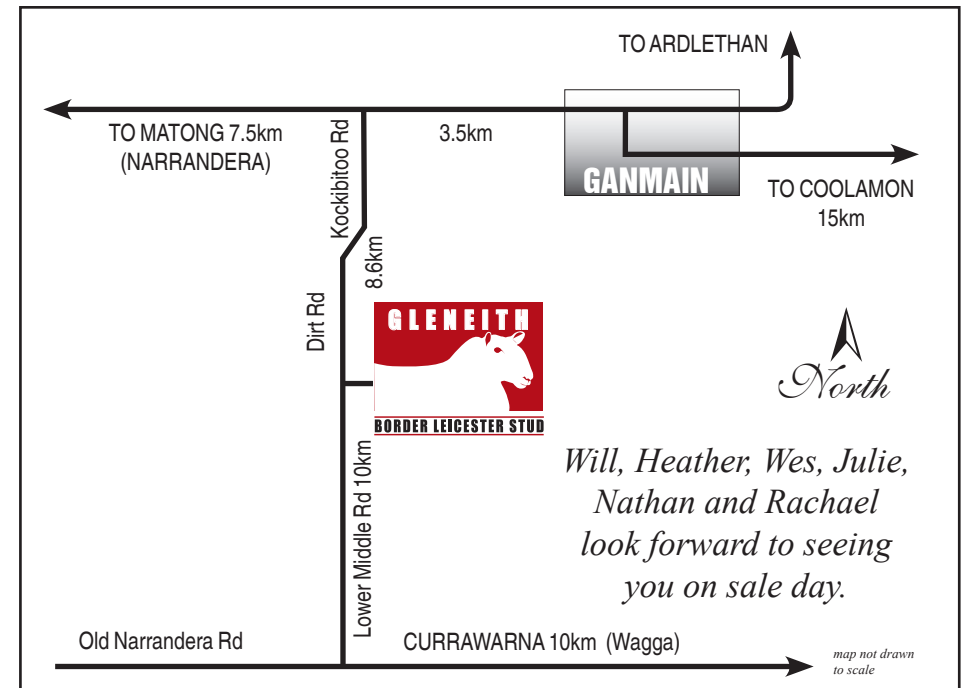 TO ARDLETHAN
TO MATONG 7.5km
(NARRANDERA)
Kockibitoo Rd
3.5km
GANMAIN
TO COOLAMON
15km
8.6km
Dirt Rd
GLENEITH
BORDER LEICESTER STUD
North
Lower Middle Rd 10km
Will, Heather, Wes, Julie,
Nathan and Rachael
look forward to seeing
you on sale day.
Old Narrandera Rd
CURRAWARNA 10km (Wagga)
map not drawn
to scale